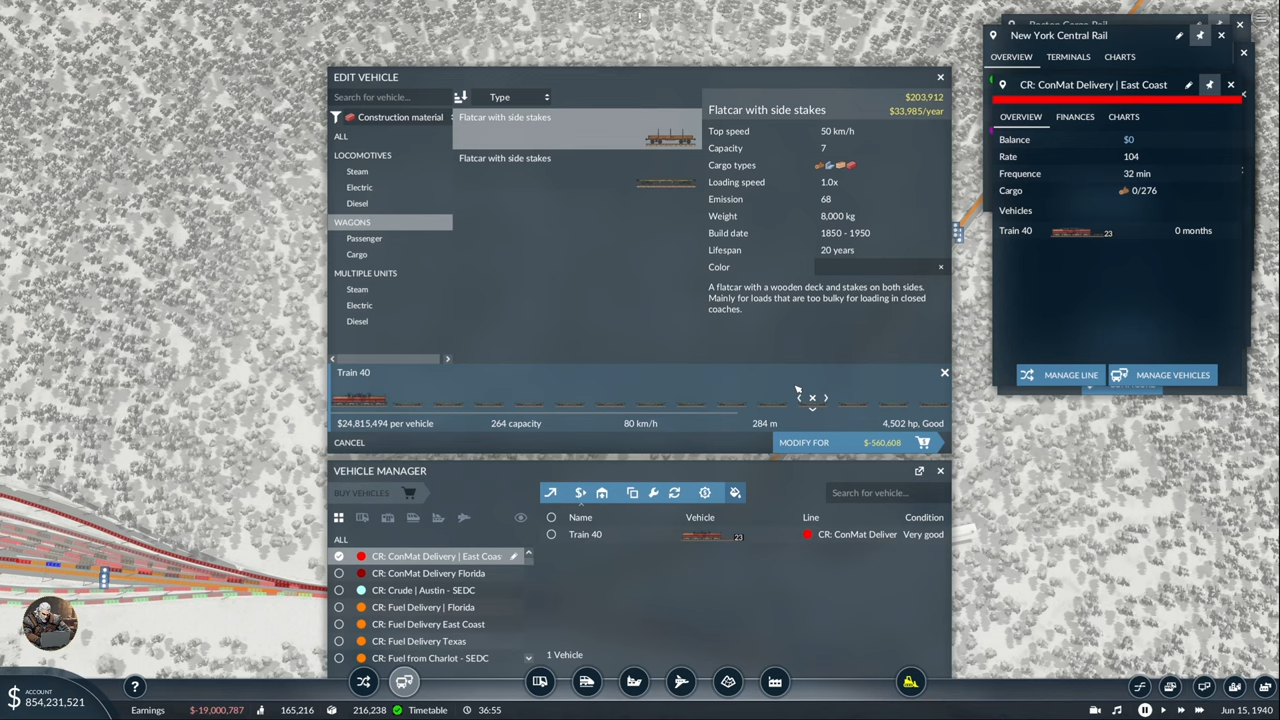 EDIT VEHICLE
Type
Search for vehicle...
Construction material
ALL
LOCOMOTIVES
Steam
Electric
Diesel
WAGONS
Passenger
Cargo
MULTIPLE UNITS
Steam
Electric
Diesel
Flatcar with side stakes
Flatcar with side stakes
$203,912
Flatcar with side stakes
$33,985/year
Top speed 50 km/h
Capacity 7
Cargo types
Loading speed 1.0x
Emission 68
Weight 8,000 kg
Build date 1850 - 1950
Lifespan 20 years
Color
A flatcar with a wooden deck and stakes on both sides.
Mainly for loads that are too bulky for loading in closed
coaches.
Train 40
$24,815,494 per vehicle 264 capacity 80 km/h 284 m 4,502 hp, Good
CANCEL
MODIFY FOR $-560,608
VEHICLE MANAGER
BUY VEHICLES
Search for vehicle...
ALL
CR: ConMat Delivery | East Coas
CR: ConMat Delivery Florida
CR: Crude | Austin - SEDC
CR: Fuel Delivery | Florida
CR: Fuel Delivery East Coast
CR: Fuel Delivery Texas
CR: Fuel from Charlot - SEDC
Name Vehicle Line Condition
Train 40 23 CR: ConMat Deliver Very good
1 Vehicle
New York Central Rail
OVERVIEW TERMINALS CHARTS
CR: ConMat Delivery | East Coast
OVERVIEW FINANCES CHARTS
Balance $0
Rate 104
Frequence 32 min
Cargo 0/276
Vehicles
Train 40 23 0 months
MANAGE LINE MANAGE VEHICLES
$ ACCOUNT
854,231,521
?
Earnings $-19,000,787 165,216 216,238 Timetable 36:55
Jun 15, 1940